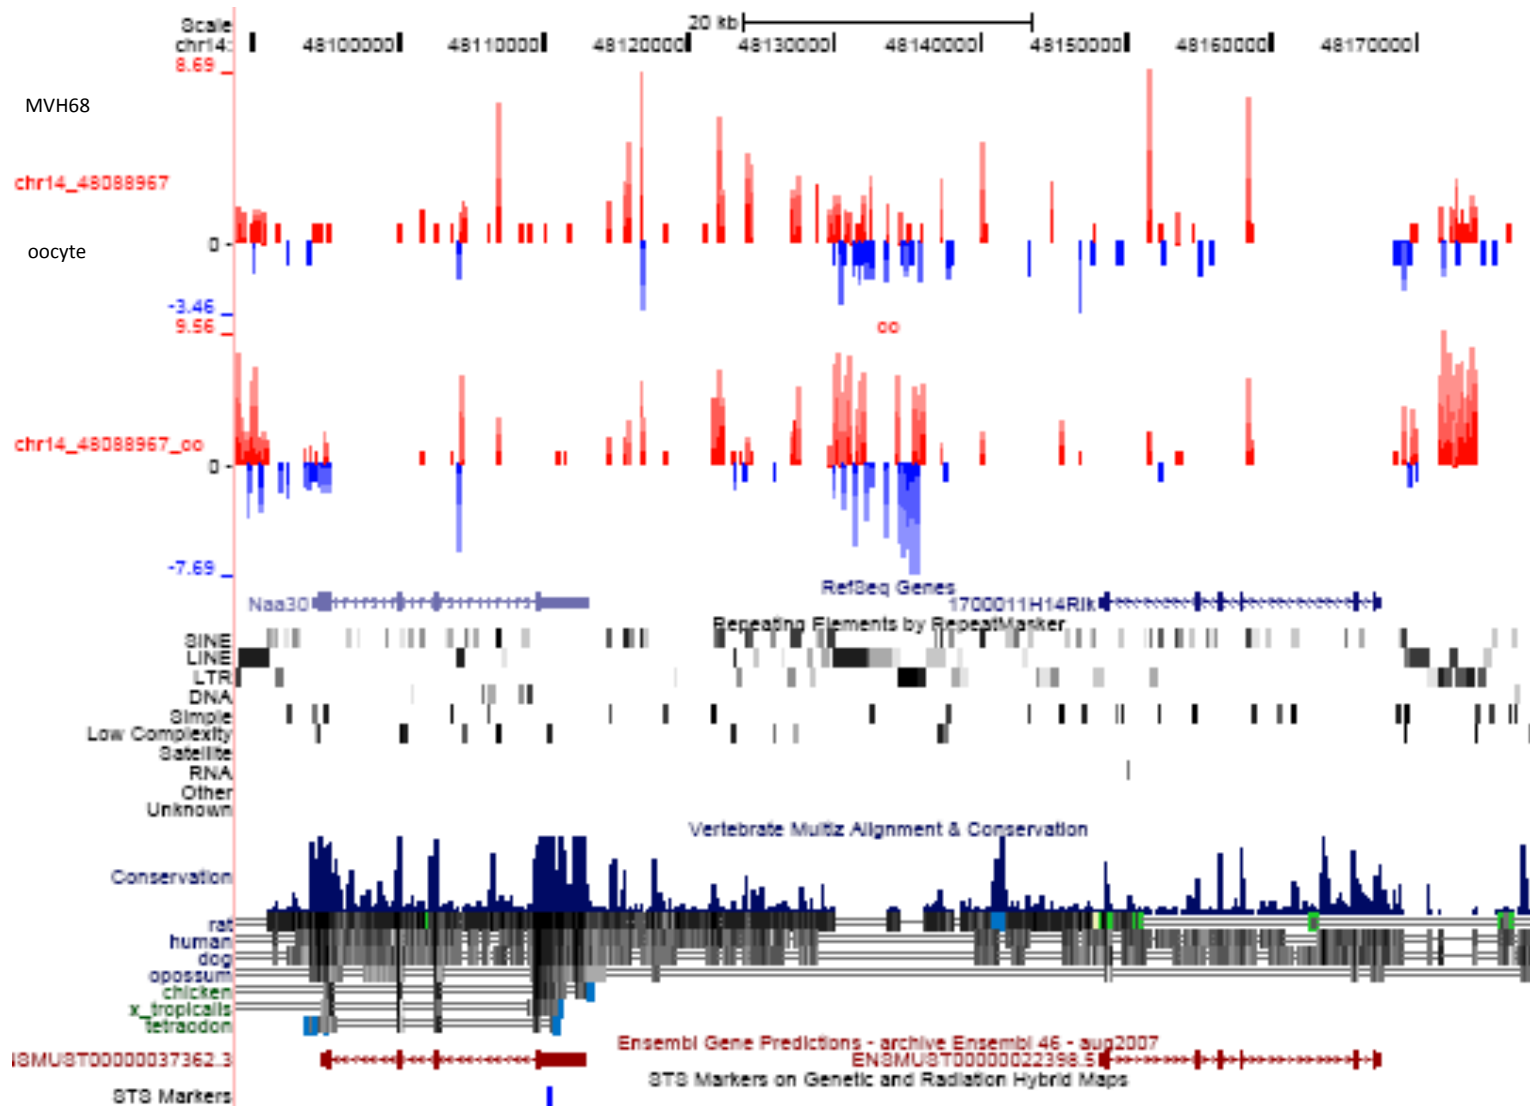 Scale 20 kb
chr14: 48100000 48110000 48120000 48130000 48140000 48150000 48160000 48170000
8.69 _
MVH68
chr14_48088967
0 -
oocyte
-3.46 _
9.56 _
oo
chr14_48088967_oo
0 -
-7.69 _
RefSeq Genes
Naa30 1700011H14Rik
Repeating Elements by RepeatMasker
SINE
LINE
LTR
DNA
Simple
Low Complexity
Satellite
RNA
Other
Unknown
Vertebrate Multiz Alignment & Conservation
Conservation
rat
human
dog
opossum
chicken
x_tropicalis
tetraodon
Ensembl Gene Predictions - archive Ensembl 46 - aug2007
NSMUST00000037362.3 ENSMUST00000022398.5
STS Markers on Genetic and Radiation Hybrid Maps
STS Markers